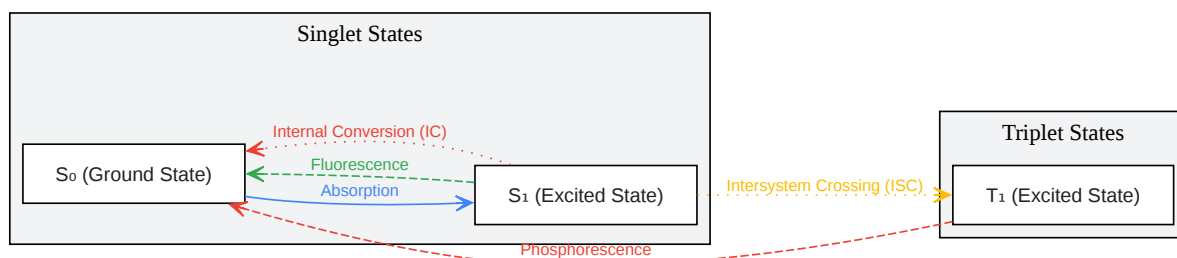 Singlet States
Triplet States
Internal Conversion (IC)
S₀ (Ground State)
Fluorescence
Absorption
S₁ (Excited State)
Intersystem Crossing (ISC)
T₁ (Excited State)
Phosphorescence